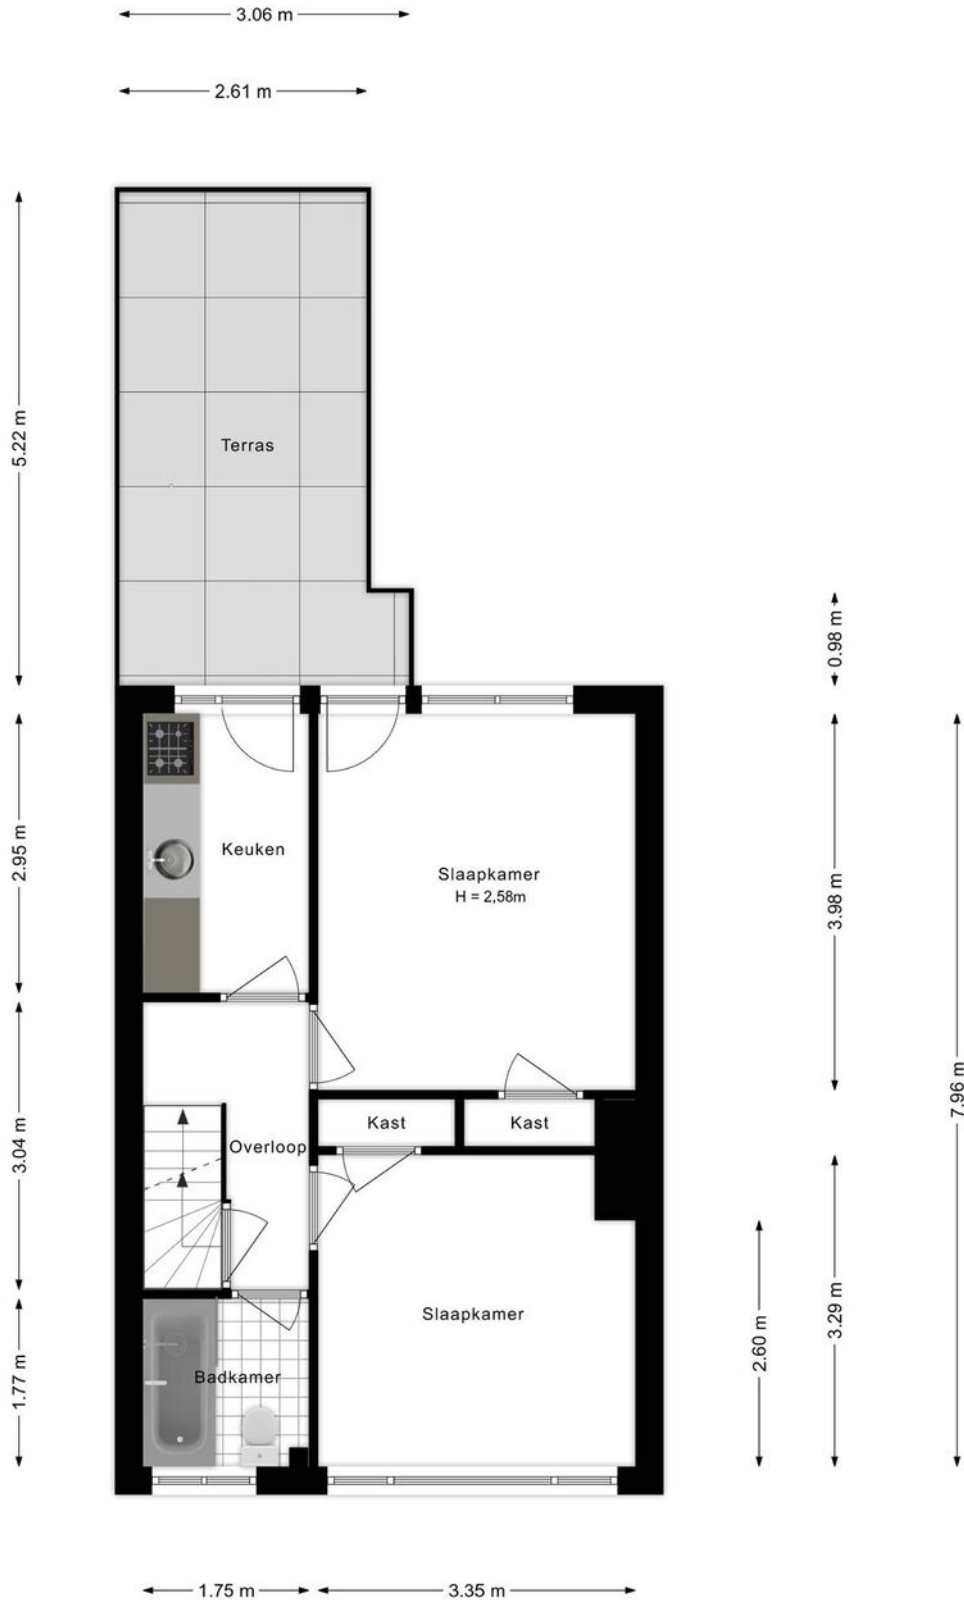 3.06 m
2.61 m
5.22 m
Terras
0.98 m
2.95 m
Keuken
Slaapkamer
H = 2,58m
3.98 m
7.96 m
Kast
Kast
3.04 m
Overloop
Slaapkamer
2.60 m
3.29 m
1.77 m
Badkamer
1.75 m
3.35 m